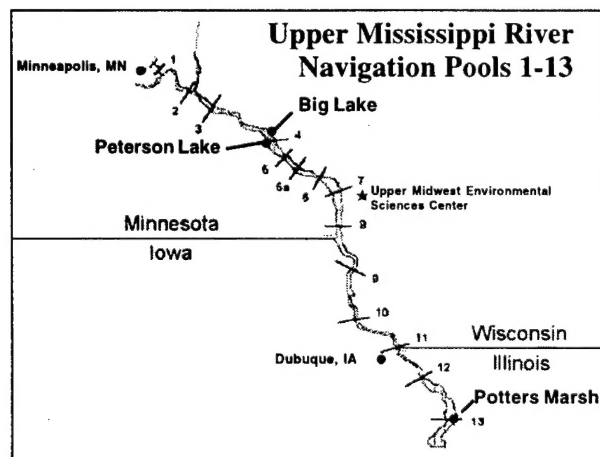 Upper Mississippi River
Navigation Pools 1-13
Minneapolis, MN
1
2
3
Big Lake
4
Peterson Lake
5
5a
6
7
Upper Midwest Environmental
Sciences Center
8
Minnesota
Iowa
9
10
11
Wisconsin
Dubuque, IA
Illinois
12
Potters Marsh
13